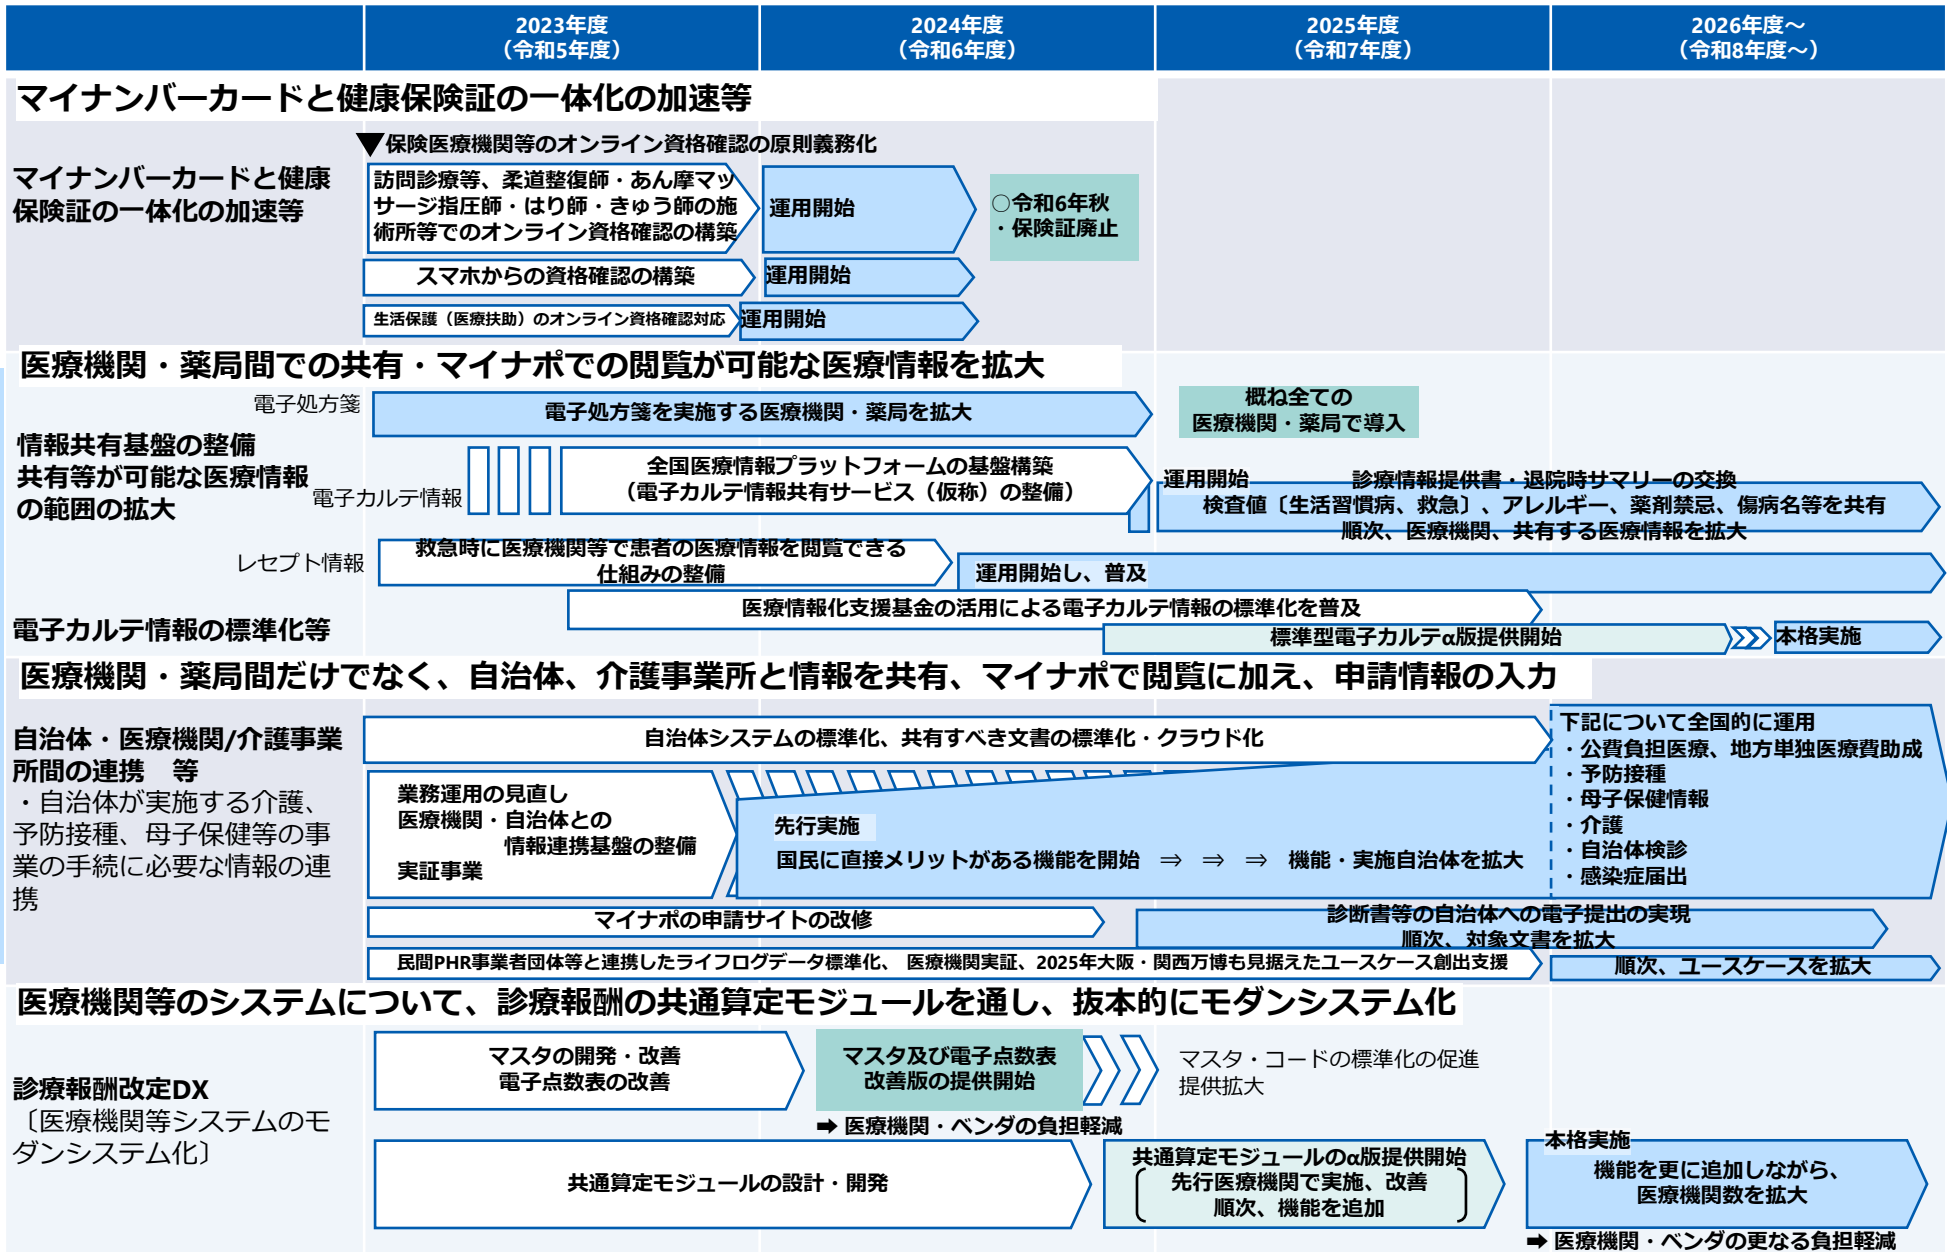 2023年度
（令和5年度）
2024年度
（令和6年度）
2025年度
（令和7年度）
2026年度～
（令和8年度～）
マイナンバーカードと健康保険証の一体化の加速等
▼保険医療機関等のオンライン資格確認の原則義務化
マイナンバーカードと健康
保険証の一体化の加速等
訪問診療等、柔道整復師・あん摩マッ
サージ指圧師・はり師・きゅう師の施
術所等でのオンライン資格確認の構築
運用開始
○令和6年秋
・保険証廃止
スマホからの資格確認の構築
運用開始
生活保護（医療扶助）のオンライン資格確認対応
運用開始
医療機関・薬局間での共有・マイナポでの閲覧が可能な医療情報を拡大
電子処方箋
電子処方箋を実施する医療機関・薬局を拡大
概ね全ての
医療機関・薬局で導入
情報共有基盤の整備
共有等が可能な医療情報
の範囲の拡大
電子カルテ情報
全国医療情報プラットフォームの基盤構築
（電子カルテ情報共有サービス（仮称）の整備）
運用開始
診療情報提供書・退院時サマリーの交換
検査値〔生活習慣病、救急〕、アレルギー、薬剤禁忌、傷病名等を共有
順次、医療機関、共有する医療情報を拡大
レセプト情報
救急時に医療機関等で患者の医療情報を閲覧できる
仕組みの整備
運用開始し、普及
電子カルテ情報の標準化等
医療情報化支援基金の活用による電子カルテ情報の標準化を普及
標準型電子カルテα版提供開始
本格実施
医療機関・薬局間だけでなく、自治体、介護事業所と情報を共有、マイナポで閲覧に加え、申請情報の入力
自治体・医療機関/介護事業
所間の連携　等
・自治体が実施する介護、
予防接種、母子保健等の事
業の手続に必要な情報の連
携
自治体システムの標準化、共有すべき文書の標準化・クラウド化
業務運用の見直し
医療機関・自治体との
情報連携基盤の整備
実証事業
先行実施
国民に直接メリットがある機能を開始　⇒　⇒　⇒　機能・実施自治体を拡大
下記について全国的に運用
・公費負担医療、地方単独医療費助成
・予防接種
・母子保健情報
・介護
・自治体検診
・感染症届出
マイナポの申請サイトの改修
診断書等の自治体への電子提出の実現
順次、対象文書を拡大
民間PHR事業者団体等と連携したライフログデータ標準化、 医療機関実証、2025年大阪・関西万博も見据えたユースケース創出支援
順次、ユースケースを拡大
医療機関等のシステムについて、診療報酬の共通算定モジュールを通し、抜本的にモダンシステム化
診療報酬改定DX
〔医療機関等システムのモ
ダンシステム化〕
マスタの開発・改善
電子点数表の改善
マスタ及び電子点数表
改善版の提供開始
マスタ・コードの標準化の促進
提供拡大
➡ 医療機関・ベンダの負担軽減
共通算定モジュールの設計・開発
共通算定モジュールのα版提供開始
先行医療機関で実施、改善
順次、機能を追加
本格実施
機能を更に追加しながら、
医療機関数を拡大
➡ 医療機関・ベンダの更なる負担軽減